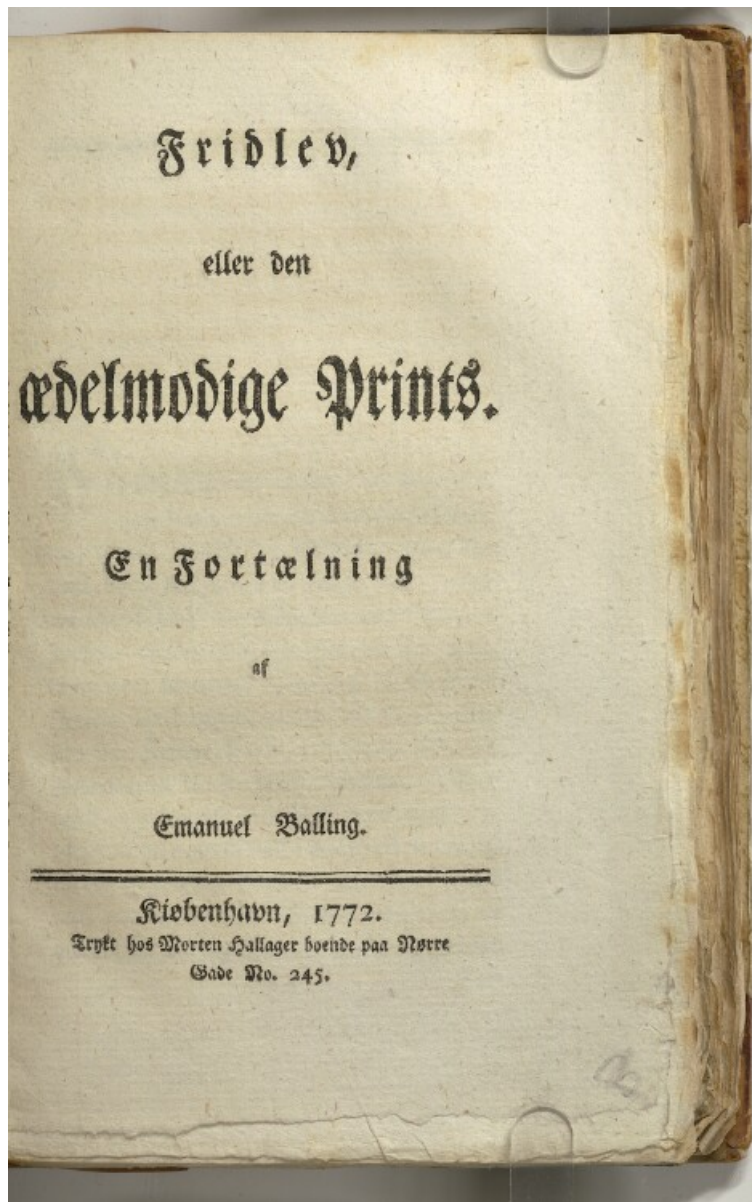 Fridlev,
eller den
ædelmodige Prints.
En Fortælning
af
Emanuel Balling.
Kiøbenhavn, 1772.
Trykt hos Morten Hallager boende paa Nørre
Gade No. 245.